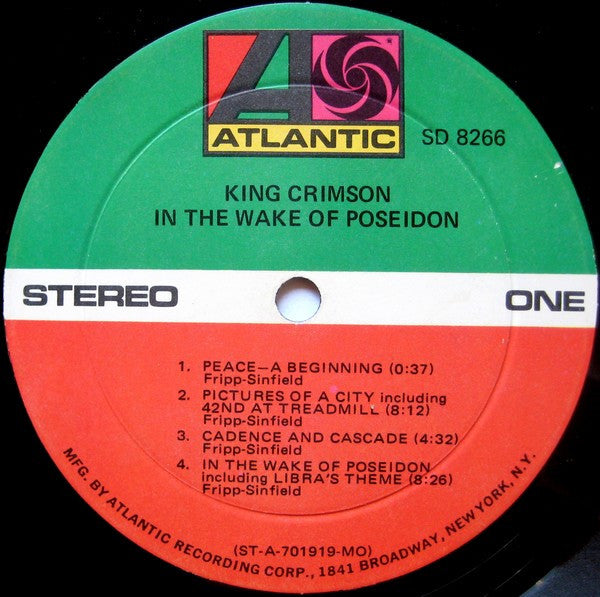 ATLANTIC
SD 8266
KING CRIMSON
IN THE WAKE OF POSEIDON
STEREO
ONE
1. PEACE—A BEGINNING (0:37)
Fripp-Sinfield
2. PICTURES OF A CITY including
42ND AT TREADMILL (8:12)
Fripp-Sinfield
3. CADENCE AND CASCADE (4:32)
Fripp-Sinfield
4. IN THE WAKE OF POSEIDON
including LIBRA'S THEME (8:26)
Fripp-Sinfield
(ST-A-701919-MO)
MFG. BY ATLANTIC RECORDING CORP., 1841 BROADWAY, NEW YORK, N.Y.